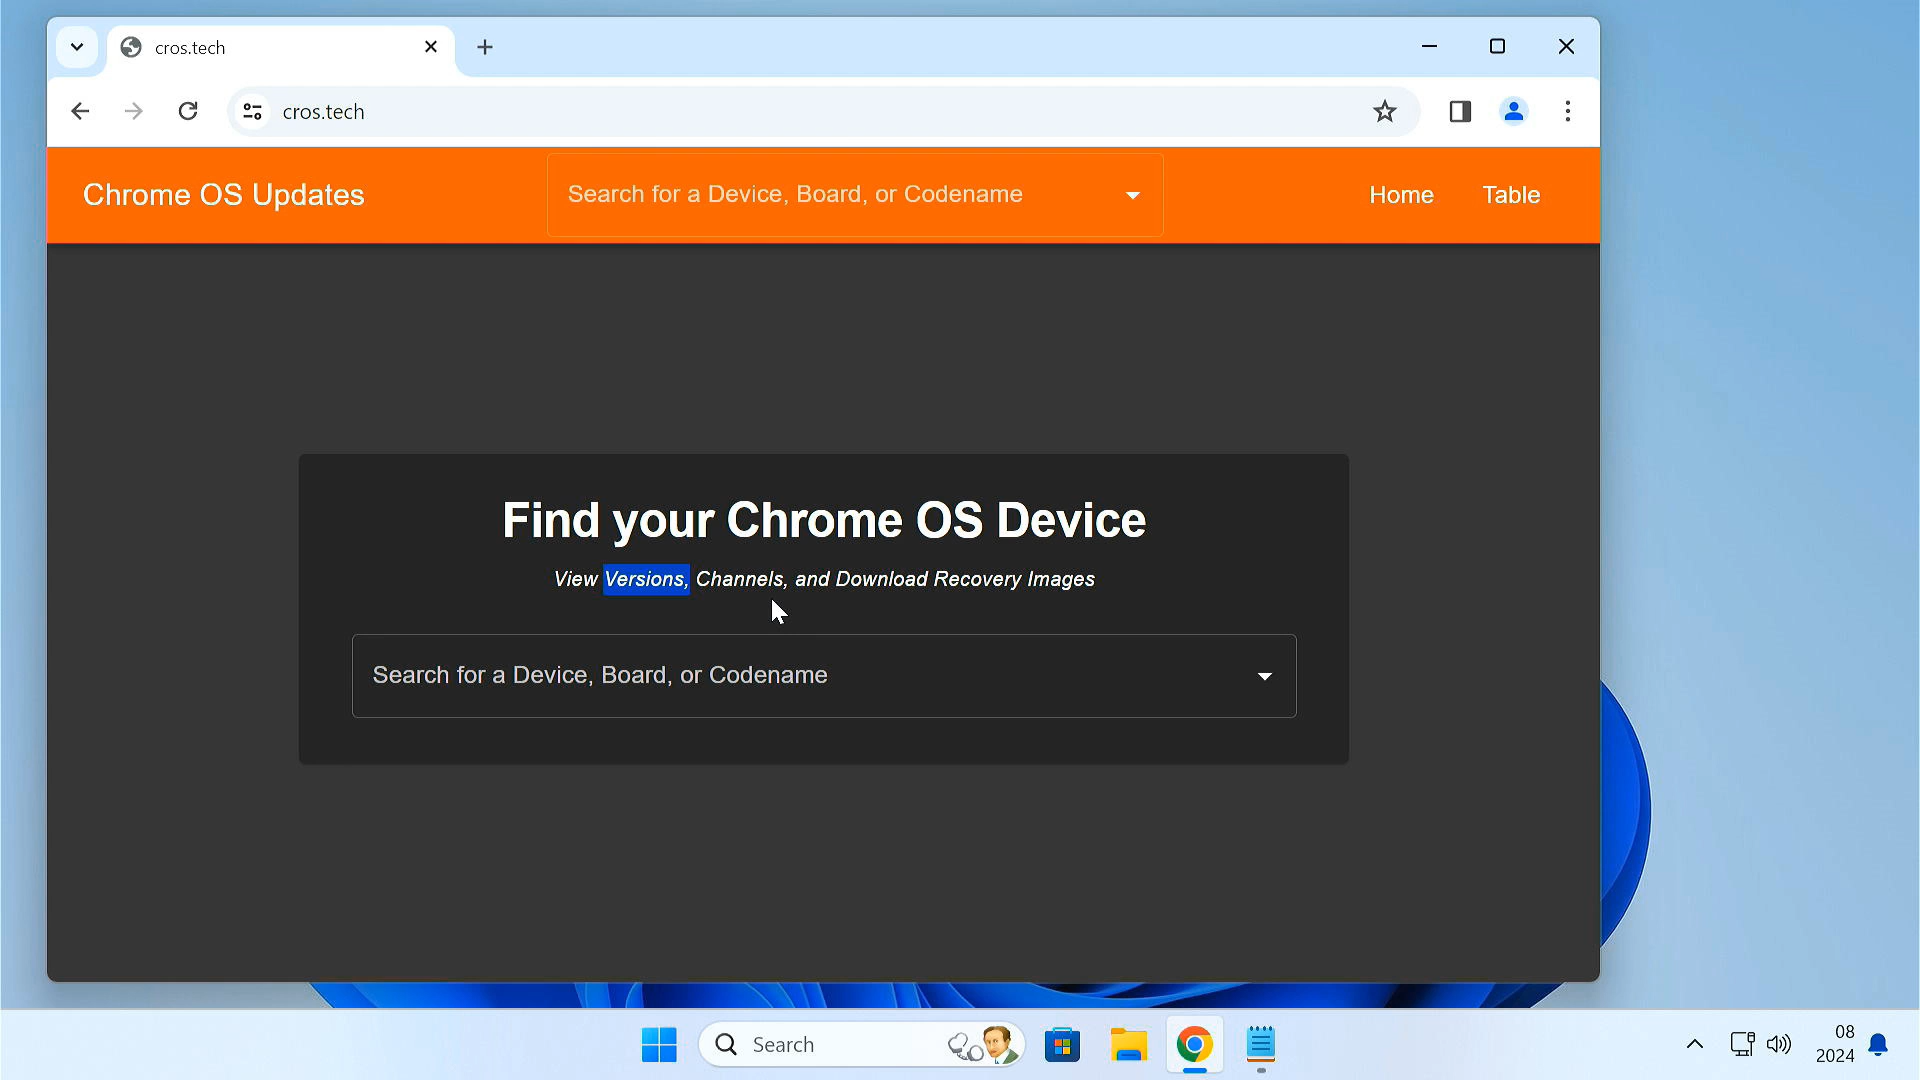 cros.tech
cros.tech
Chrome OS Updates
Search for a Device, Board, or Codename
Home
Table
Find your Chrome OS Device
View Versions, Channels, and Download Recovery Images
Search for a Device, Board, or Codename
Search
08
2024